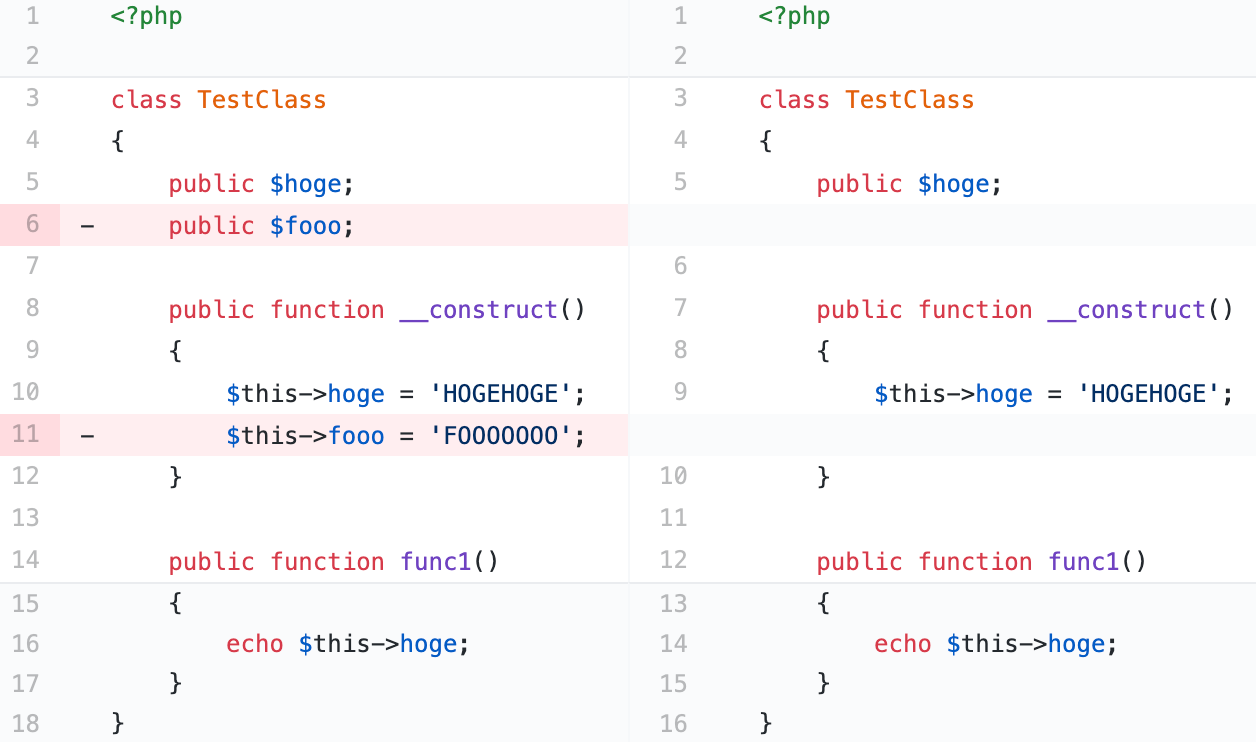 1 <?php
2
3 class TestClass
4 {
5 public $hoge;
6 - public $fooo;
7
8 public function __construct()
9 {
10 $this->hoge = 'HOGEHOGE';
11 - $this->fooo = 'FOOOOOOO';
12 }
13
14 public function func1()
15 {
16 echo $this->hoge;
17 }
18 }
1 <?php
2
3 class TestClass
4 {
5 public $hoge;
6
7 public function __construct()
8 {
9 $this->hoge = 'HOGEHOGE';
10 }
11
12 public function func1()
13 {
14 echo $this->hoge;
15 }
16 }